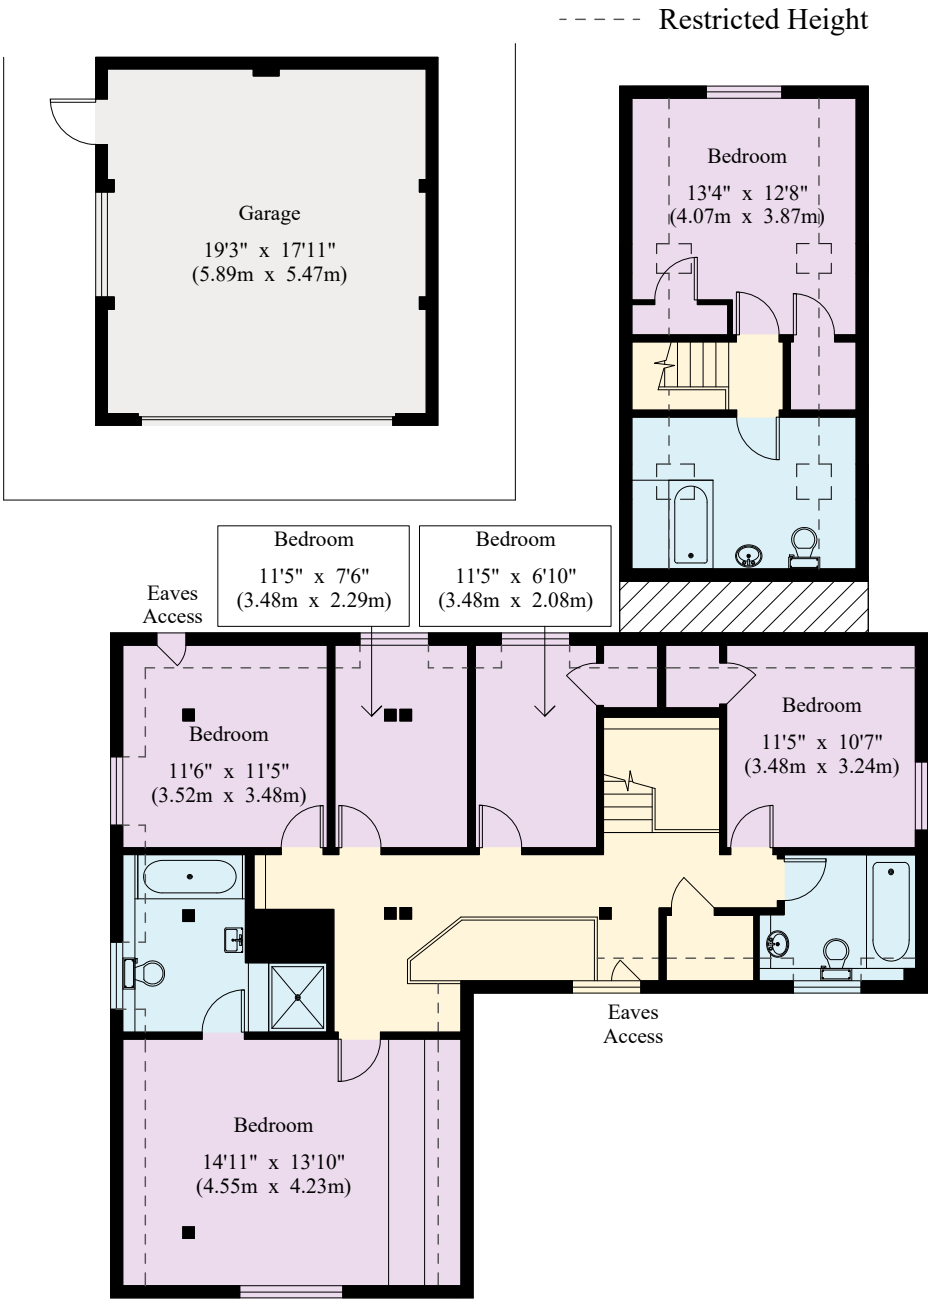 Restricted Height
Bedroom
13'4" x 12'8"
(4.07m x 3.87m)
Garage
19'3" x 17'11"
(5.89m x 5.47m)
Bedroom
11'5" x 7'6"
(3.48m x 2.29m)
Bedroom
11'5" x 6'10"
(3.48m x 2.08m)
Eaves
Access
Bedroom
11'6" x 11'5"
(3.52m x 3.48m)
Bedroom
11'5" x 10'7"
(3.48m x 3.24m)
Eaves
Access
Bedroom
14'11" x 13'10"
(4.55m x 4.23m)